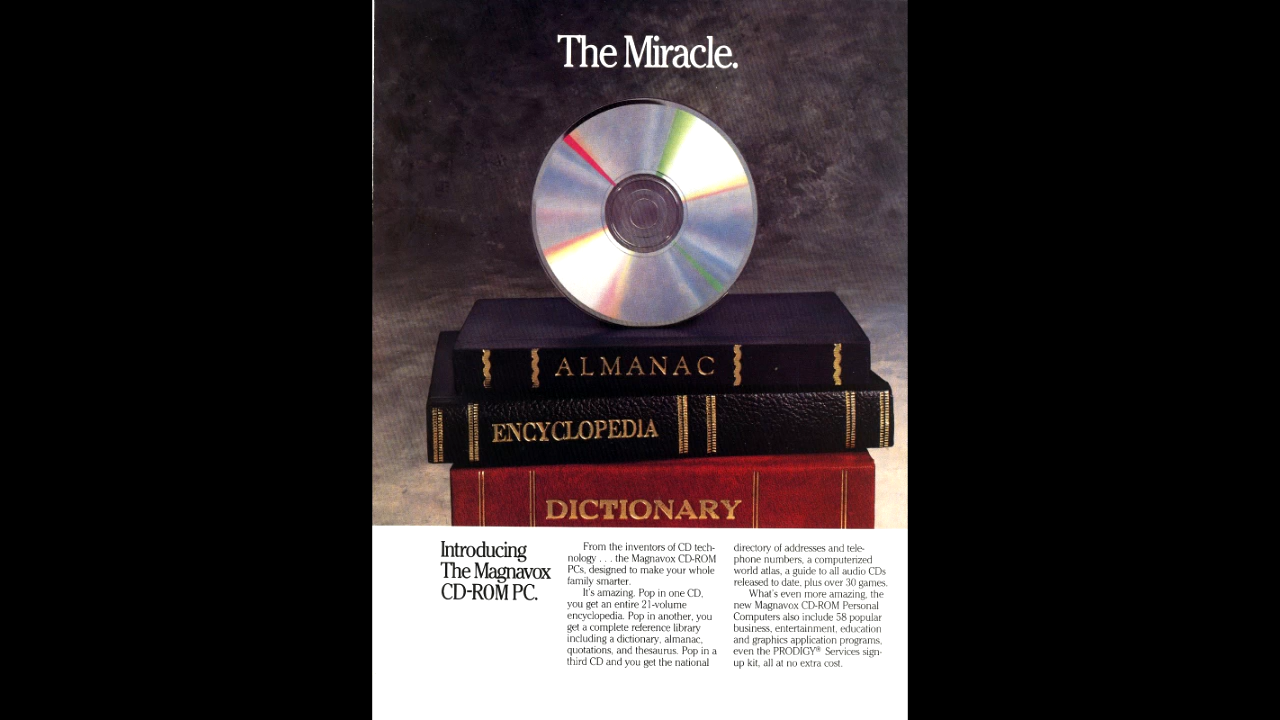 The Miracle.
ALMANAC
ENCYCLOPEDIA
DICTIONARY
Introducing
The Magnavox
CD-ROM PC.
From the inventors of CD tech-
nology . . . the Magnavox CD-ROM
PCs, designed to make your whole
family smarter.
It's amazing. Pop in one CD,
you get an entire 21-volume
encyclopedia. Pop in another, you
get a complete reference library
including a dictionary, almanac,
quotations, and thesaurus. Pop in a
third CD and you get the national
directory of addresses and tele-
phone numbers, a computerized
world atlas, a guide to all audio CDs
released to date, plus over 30 games.
What's even more amazing, the
new Magnavox CD-ROM Personal
Computers also include 58 popular
business, entertainment, education
and graphics application programs,
even the PRODIGY® Services sign-
up kit, all at no extra cost.